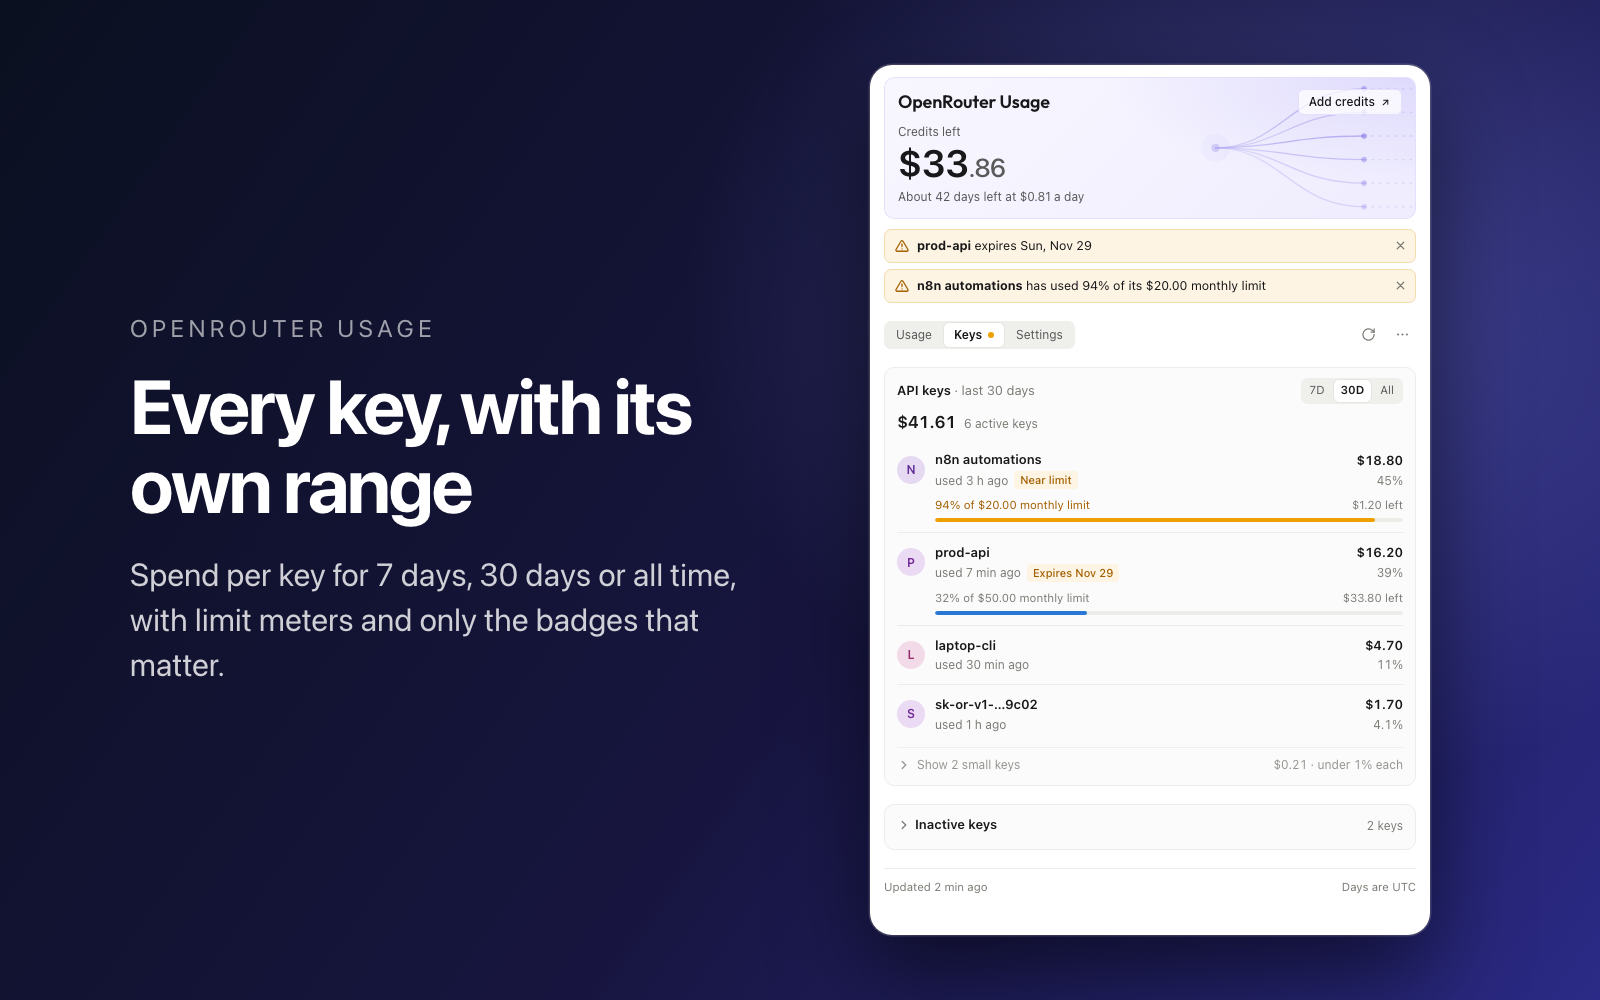 OPENROUTER USAGE
Every key, with its
own range
Spend per key for 7 days, 30 days or all time,
with limit meters and only the badges that
matter.
OpenRouter Usage
Add credits ↗
Credits left
$33.86
About 42 days left at $0.81 a day
prod-api expires Sun, Nov 29
n8n automations has used 94% of its $20.00 monthly limit
Usage Keys Settings
API keys · last 30 days
7D 30D All
$41.61 6 active keys
N n8n automations $18.80
used 3 h ago Near limit 45%
94% of $20.00 monthly limit $1.20 left
P prod-api $16.20
used 7 min ago Expires Nov 29 39%
32% of $50.00 monthly limit $33.80 left
L laptop-cli $4.70
used 30 min ago 11%
S sk-or-v1-...9c02 $1.70
used 1 h ago 4.1%
Show 2 small keys $0.21 · under 1% each
Inactive keys 2 keys
Updated 2 min ago Days are UTC